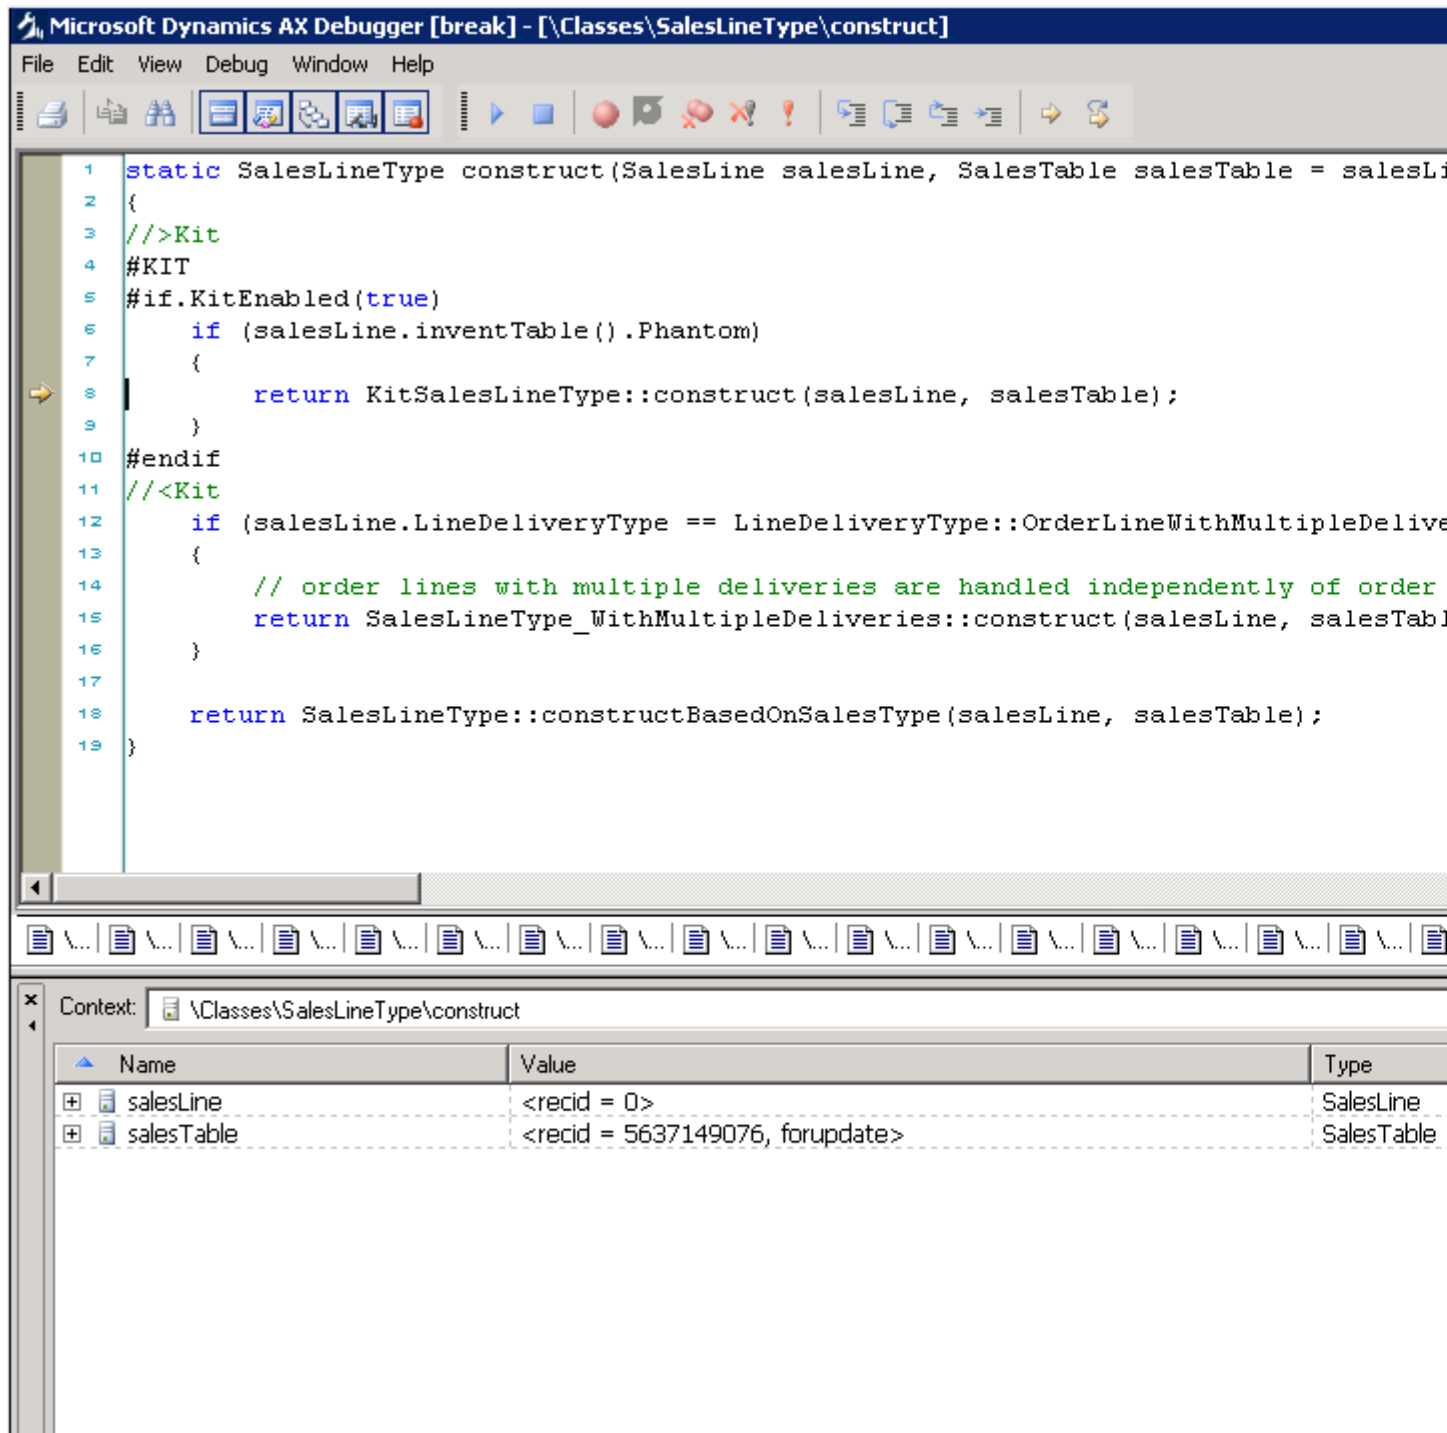 Microsoft Dynamics AX Debugger [break] - [\Classes\SalesLineType\construct]
File Edit View Debug Window Help
1 static SalesLineType construct(SalesLine salesLine, SalesTable salesTable = salesLi
2 {
3 //>Kit
4 #KIT
5 #if.KitEnabled(true)
6 if (salesLine.inventTable().Phantom)
7 {
8 return KitSalesLineType::construct(salesLine, salesTable);
9 }
10 #endif
11 //<Kit
12 if (salesLine.LineDeliveryType == LineDeliveryType::OrderLineWithMultipleDelive
13 {
14 // order lines with multiple deliveries are handled independently of order
15 return SalesLineType_WithMultipleDeliveries::construct(salesLine, salesTabl
16 }
17
18 return SalesLineType::constructBasedOnSalesType(salesLine, salesTable);
19 }
\... \... \... \... \... \... \... \... \... \... \... \... \... \... \... \... \...
Context: \Classes\SalesLineType\construct
Name Value Type
salesLine <recid = 0> SalesLine
salesTable <recid = 5637149076, forupdate> SalesTable